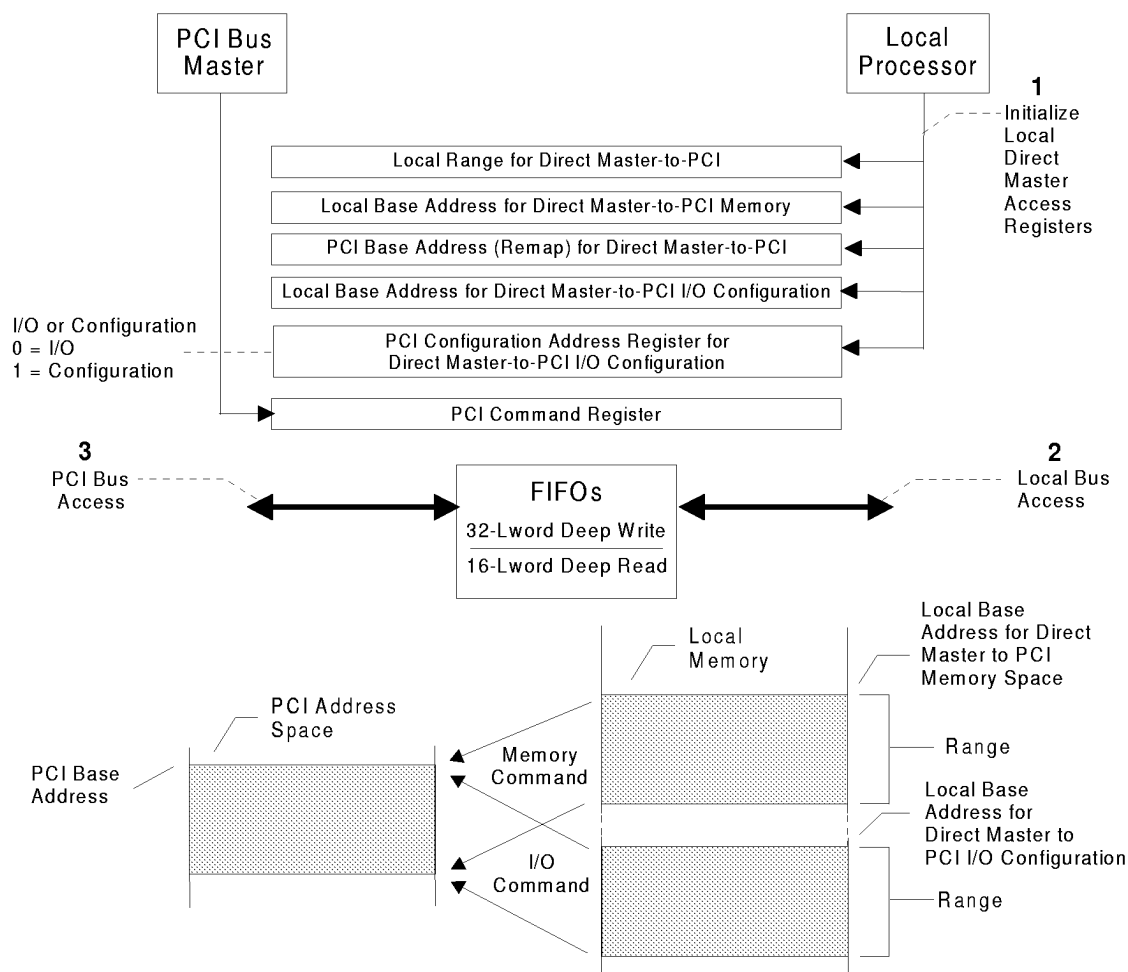 PCI Bus
Master
Local
Processor
1
Initialize
Local
Direct
Master
Access
Registers
Local Range for Direct Master-to-PCI
Local Base Address for Direct Master-to-PCI Memory
PCI Base Address (Remap) for Direct Master-to-PCI
Local Base Address for Direct Master-to-PCI I/O Configuration
I/O or Configuration
0 = I/O
1 = Configuration
PCI Configuration Address Register for
Direct Master-to-PCI I/O Configuration
PCI Command Register
3
PCI Bus
Access
FIFOs
32-Lword Deep Write
16-Lword Deep Read
2
Local Bus
Access
Local
Memory
Local Base
Address for Direct
Master to PCI
Memory Space
PCI Address
Space
PCI Base
Address
Memory
Command
Range
Local Base
Address for
Direct Master to
PCI I/O Configuration
I/O
Command
Range